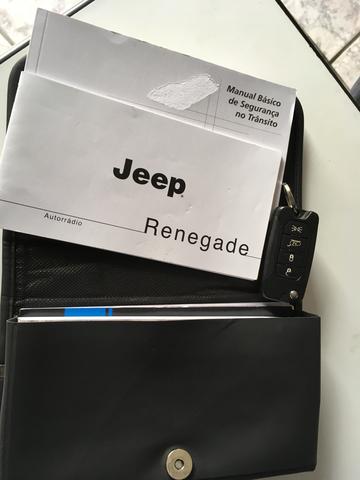 Manual Básico
de Segurança
no Trânsito
Jeep
Autorrádio
Renegade